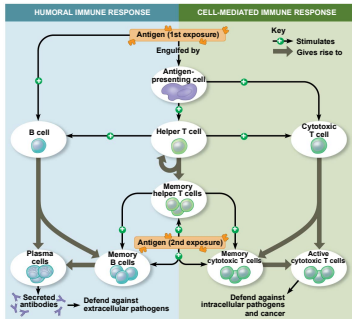 HUMORAL IMMUNE RESPONSE
CELL-MEDIATED IMMUNE RESPONSE
Antigen (1st exposure)
Engulfed by
Key
Stimulates
Gives rise to
Antigen-
presenting cell
B cell
Helper T cell
Cytotoxic
T cell
Memory
helper T cells
Antigen (2nd exposure)
Plasma
cells
Memory
B cells
Memory
cytotoxic T cells
Active
cytotoxic T cells
Secreted
antibodies
Defend against
extracellular pathogens
Defend against
intracellular pathogens
and cancer